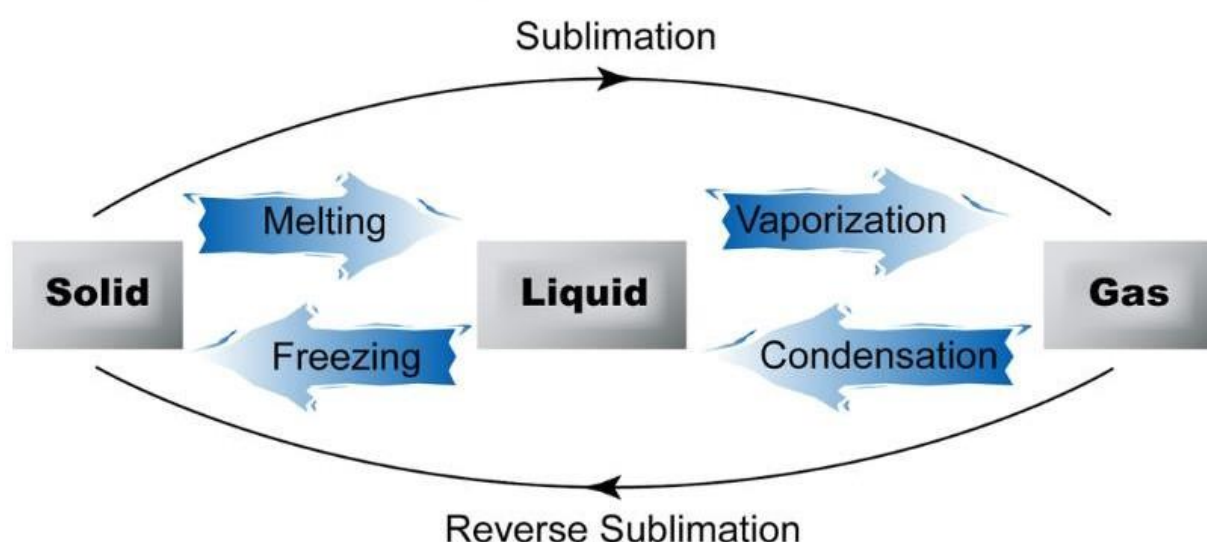 Sublimation
Melting
Vaporization
Solid
Liquid
Gas
Freezing
Condensation
Reverse Sublimation